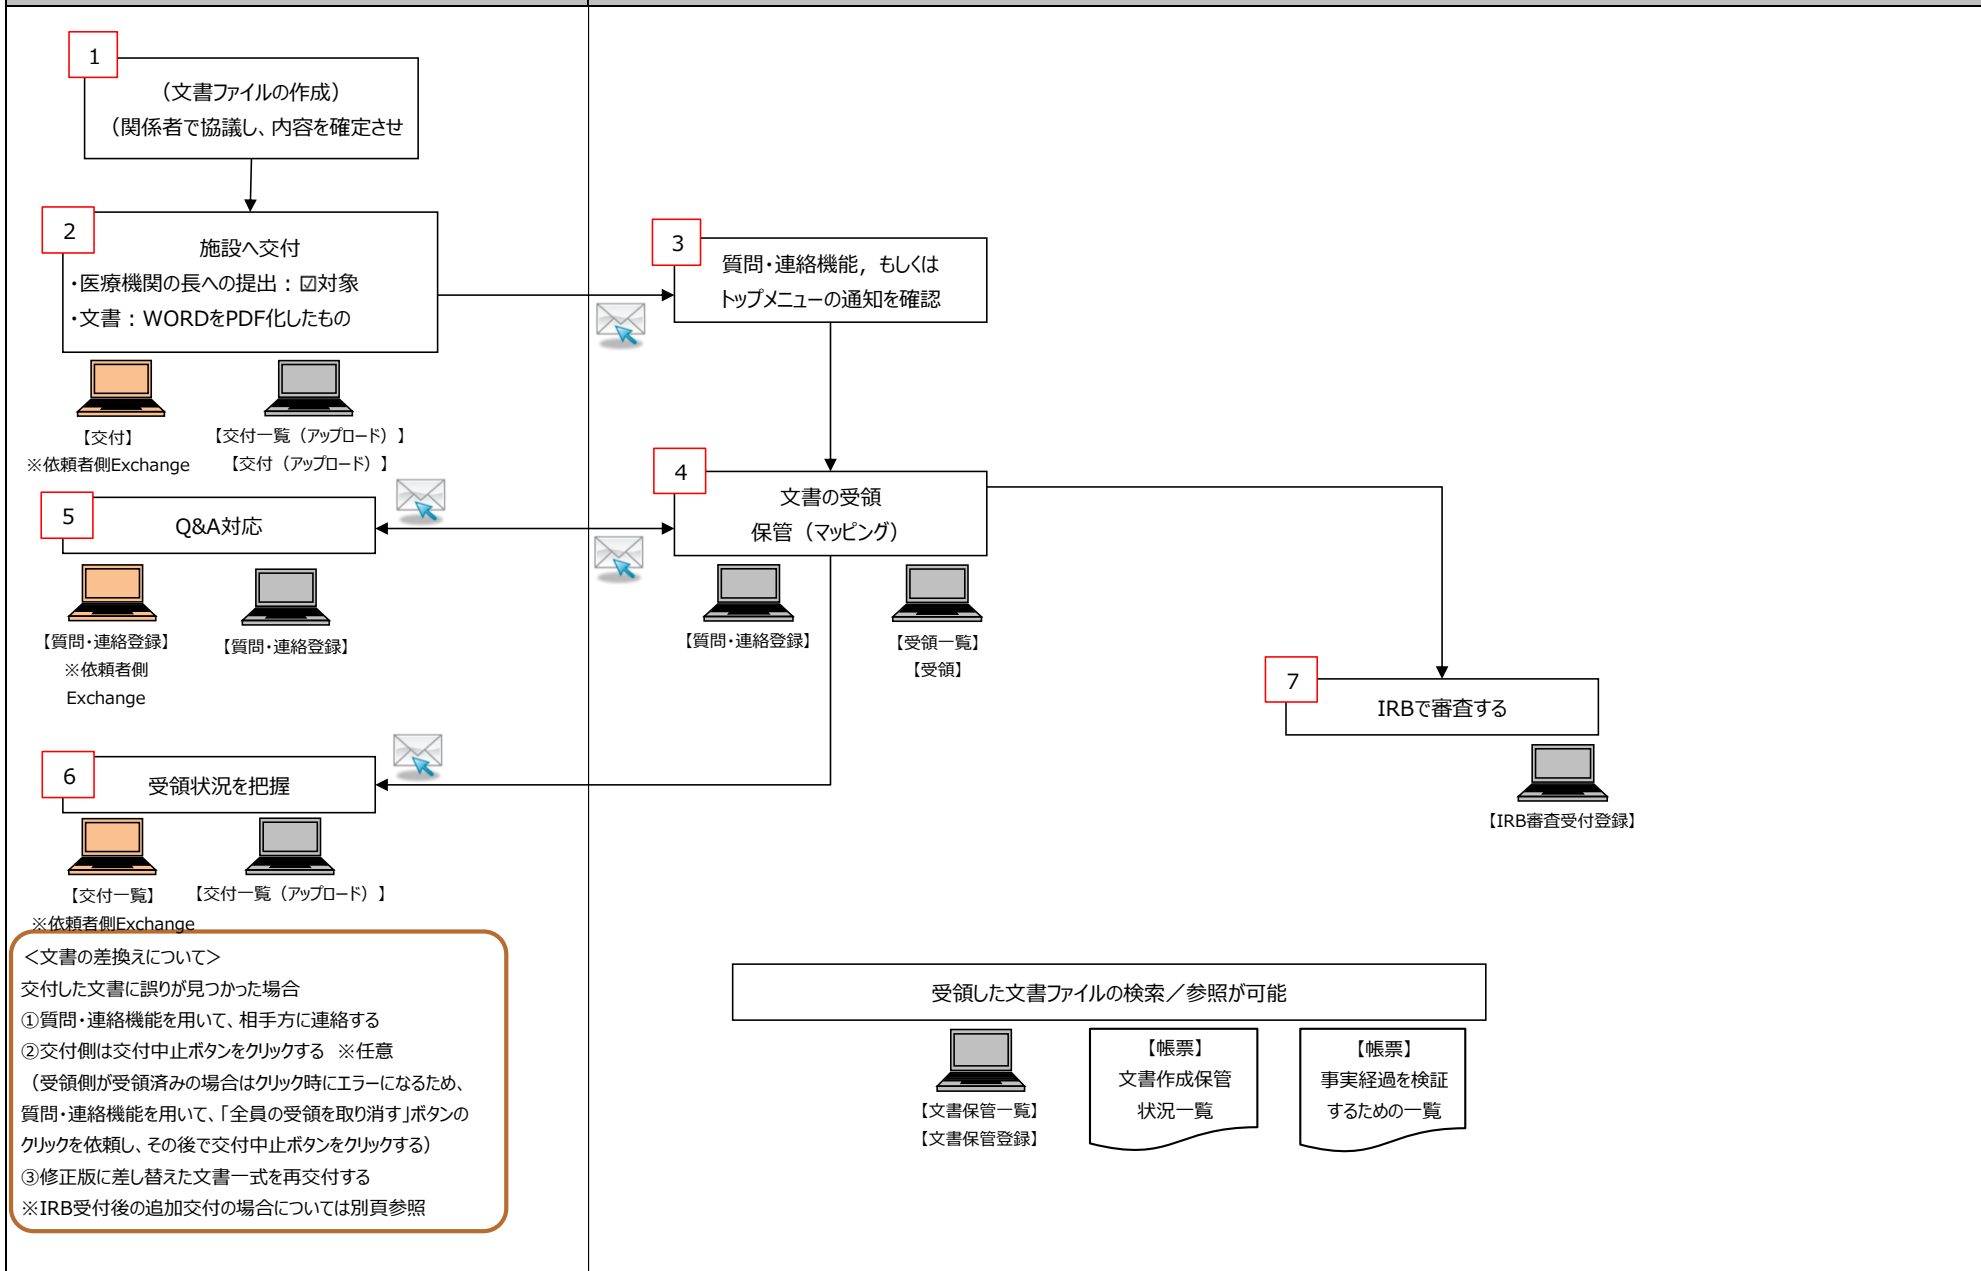 1
（文書ファイルの作成）
（関係者で協議し、内容を確定させ
2
施設へ交付
・医療機関の長への提出：☑対象
・文書：WORDをPDF化したもの
【交付】
※依頼者側Exchange
【交付一覧（アップロード）】
【交付（アップロード）】
3
質問・連絡機能，もしくは
トップメニューの通知を確認
4
文書の受領
保管（マッピング）
【質問・連絡登録】
【受領一覧】
【受領】
5
Q&A対応
【質問・連絡登録】
※依頼者側
Exchange
【質問・連絡登録】
6
受領状況を把握
【交付一覧】
※依頼者側Exchange
【交付一覧（アップロード）】
7
IRBで審査する
【IRB審査受付登録】
＜文書の差換えについて＞
交付した文書に誤りが見つかった場合
①質問・連絡機能を用いて、相手方に連絡する
②交付側は交付中止ボタンをクリックする　※任意
（受領側が受領済みの場合はクリック時にエラーになるため、
質問・連絡機能を用いて、「全員の受領を取り消す」ボタンの
クリックを依頼し、その後で交付中止ボタンをクリックする）
③修正版に差し替えた文書一式を再交付する
※IRB受付後の追加交付の場合については別頁参照
受領した文書ファイルの検索／参照が可能
【文書保管一覧】
【文書保管登録】
【帳票】
文書作成保管
状況一覧
【帳票】
事実経過を検証
するための一覧